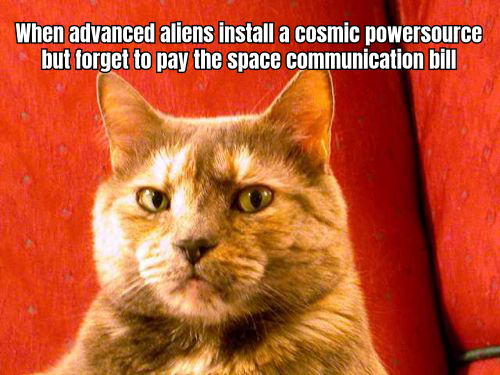 When advanced aliens install a cosmic powersource
but forget to pay the space communication bill